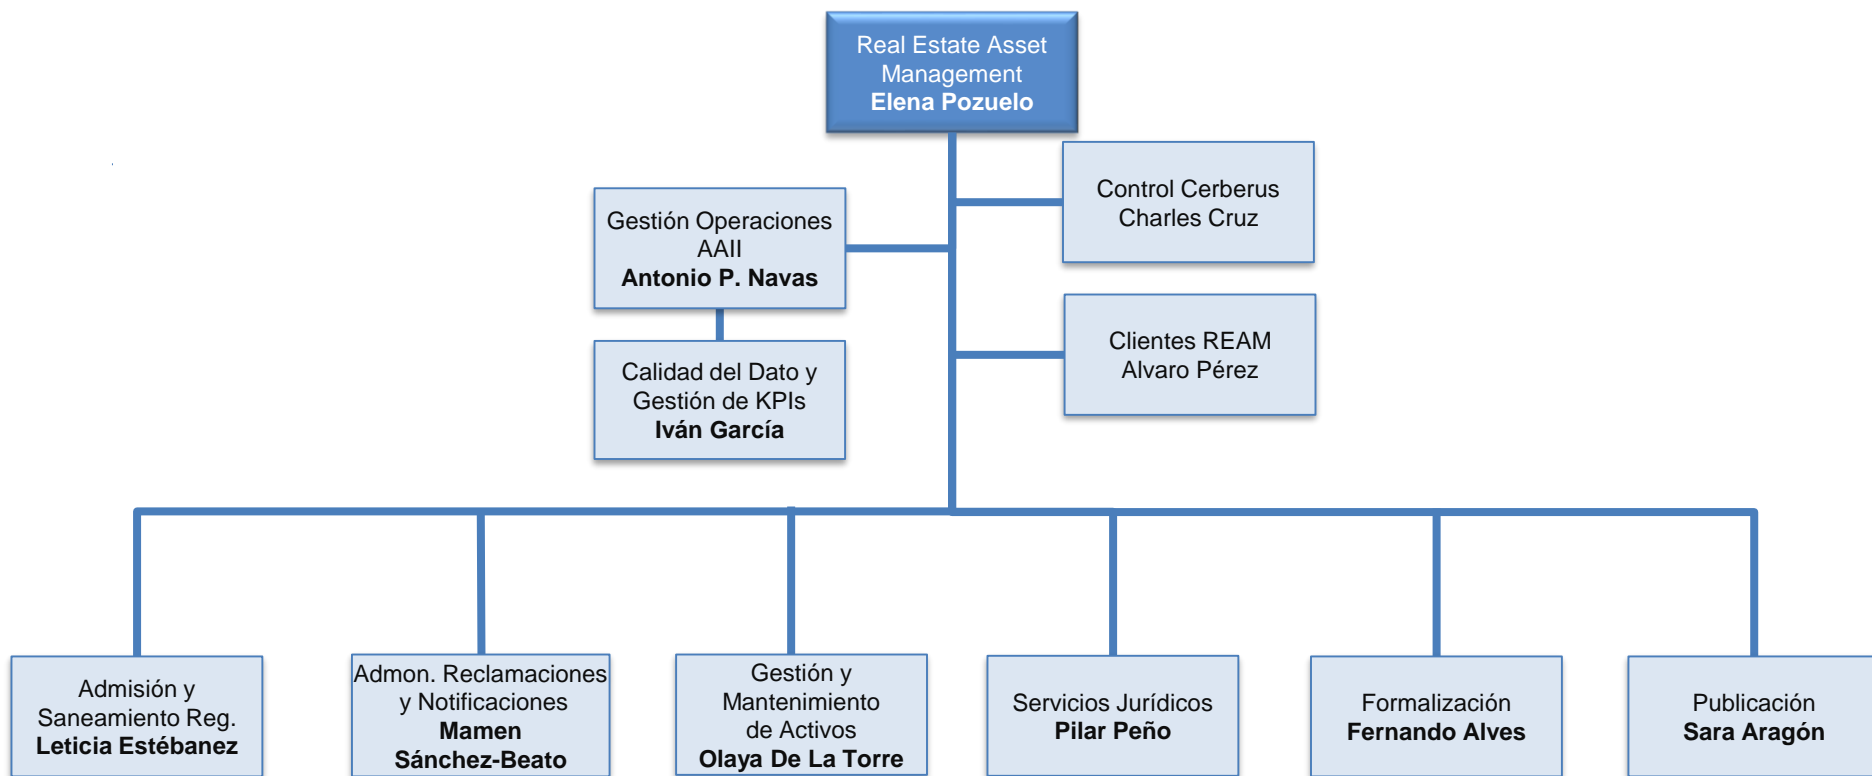 Real Estate Asset
Management
Elena Pozuelo
Control Cerberus
Charles Cruz
Gestión Operaciones
AAII
Antonio P. Navas
Clientes REAM
Alvaro Pérez
Calidad del Dato y
Gestión de KPIs
Iván García
Admisión y
Saneamiento Reg.
Leticia Estébanez
Admon. Reclamaciones
y Notificaciones
Mamen
Sánchez-Beato
Gestión y
Mantenimiento
de Activos
Olaya De La Torre
Servicios Jurídicos
Pilar Peño
Formalización
Fernando Alves
Publicación
Sara Aragón